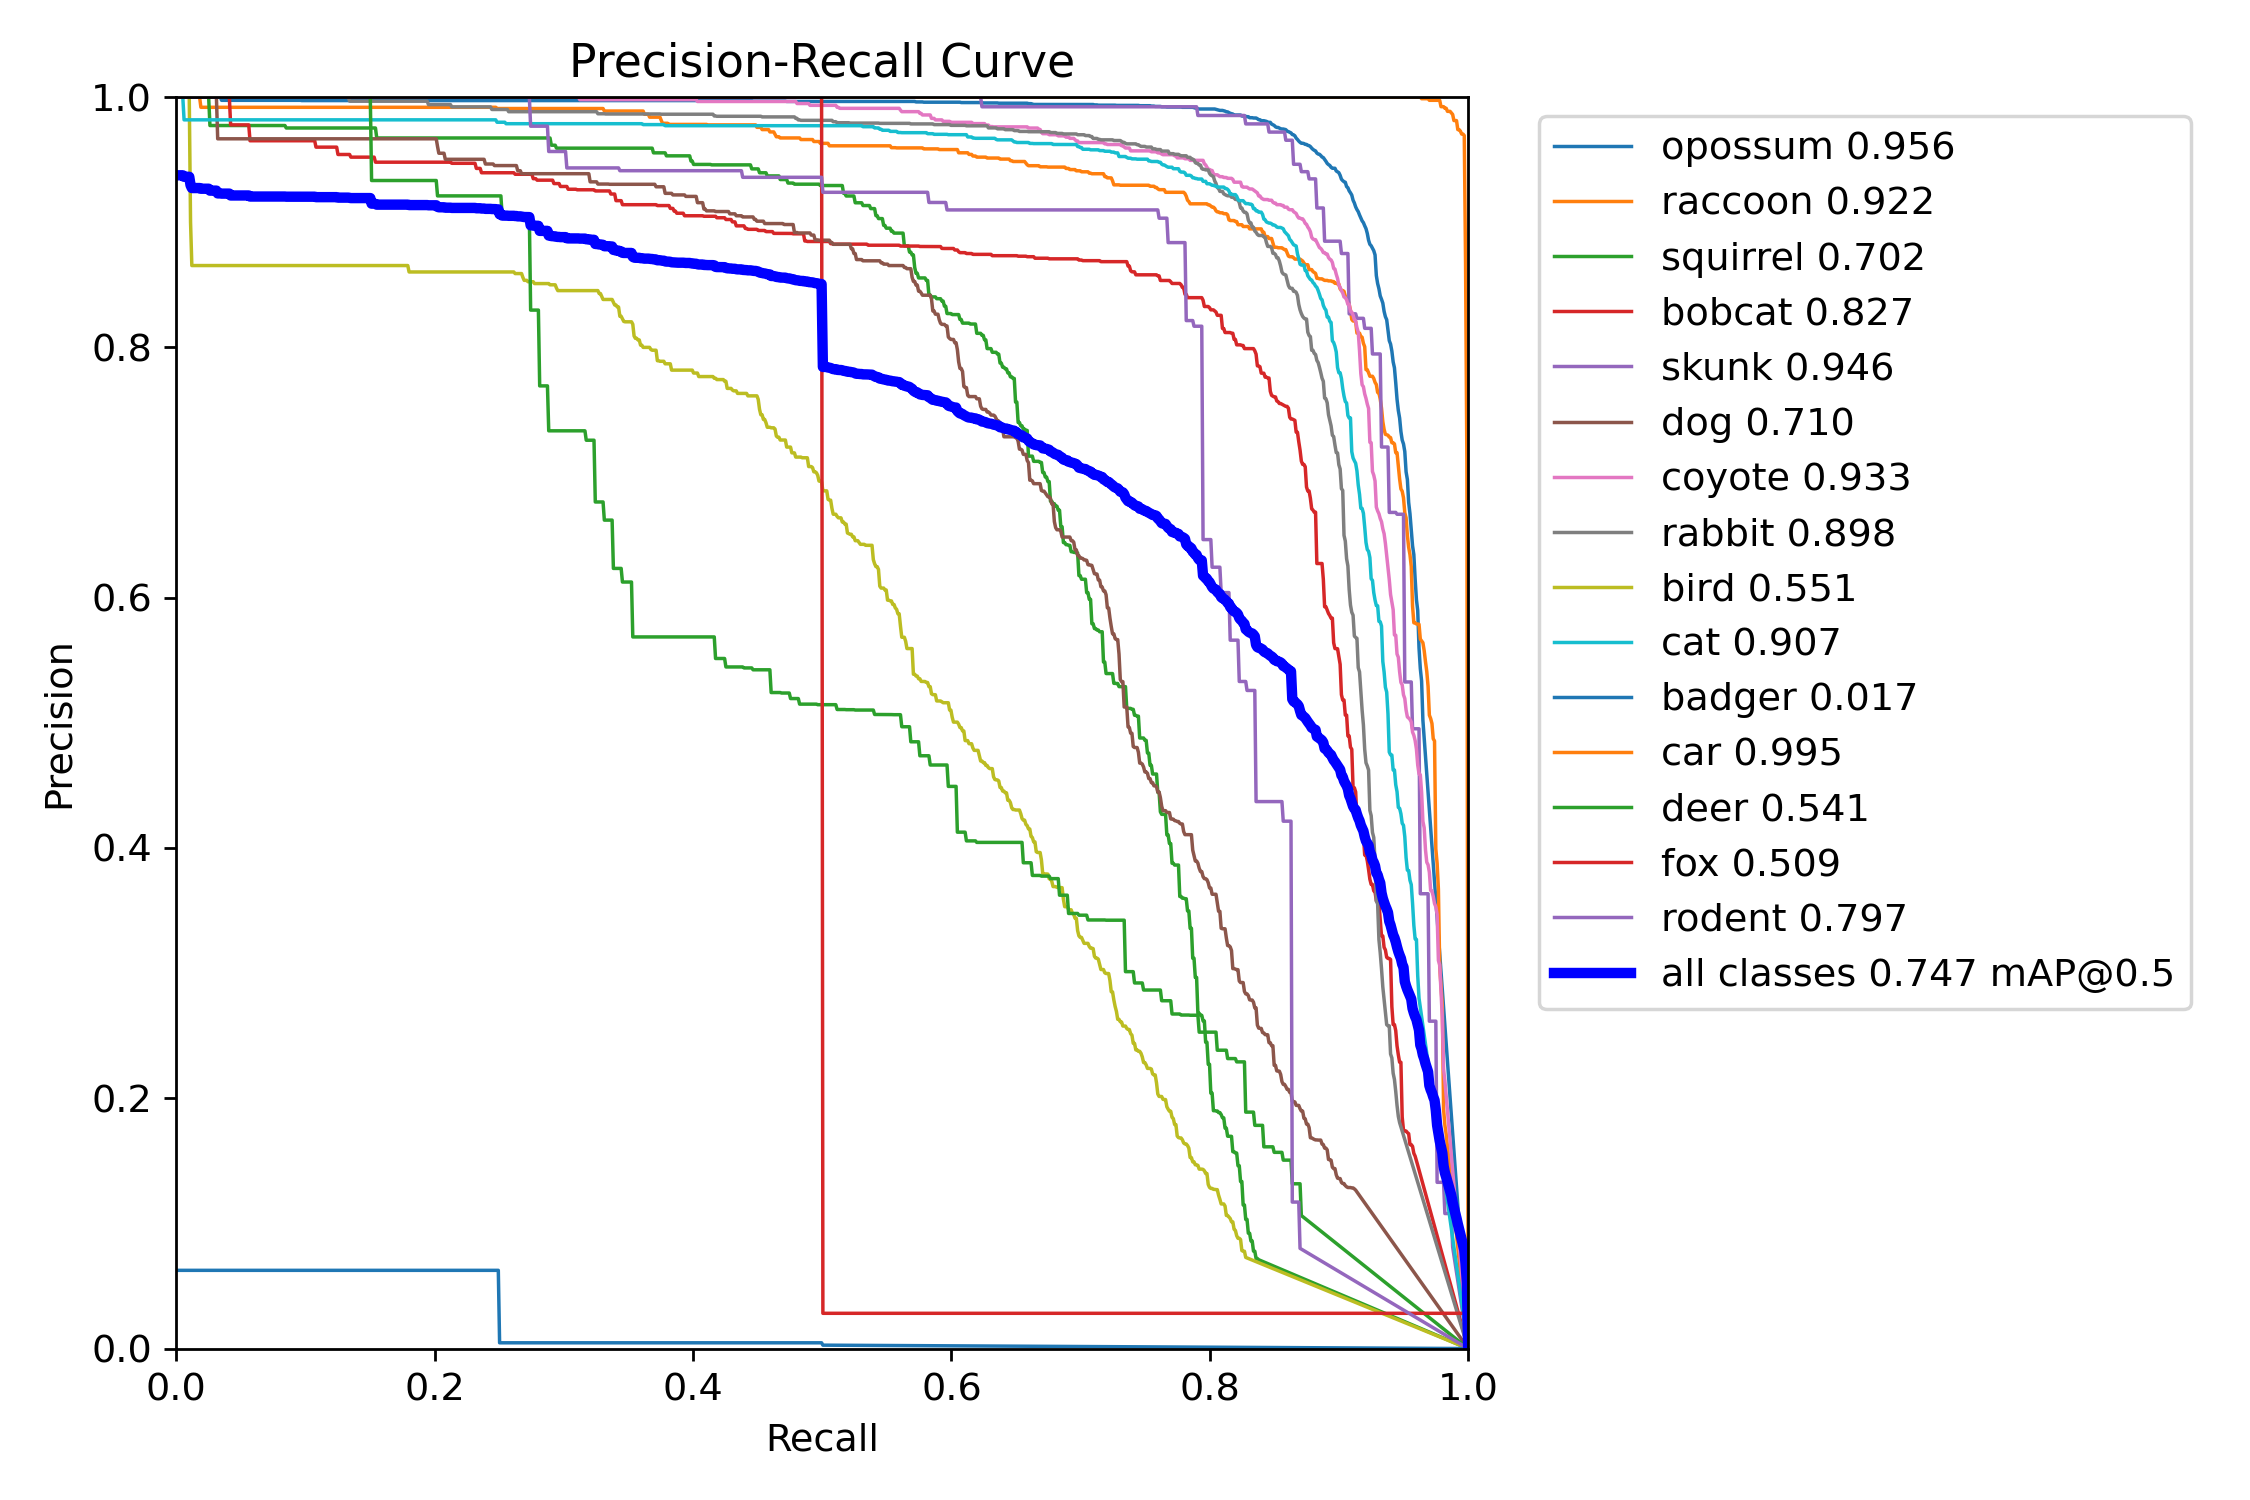 Precision-Recall Curve
1.0
0.8
0.6
0.4
0.2
0.0
Precision
0.0 0.2 0.4 0.6 0.8 1.0
Recall
opossum 0.956
raccoon 0.922
squirrel 0.702
bobcat 0.827
skunk 0.946
dog 0.710
coyote 0.933
rabbit 0.898
bird 0.551
cat 0.907
badger 0.017
car 0.995
deer 0.541
fox 0.509
rodent 0.797
all classes 0.747 mAP@0.5